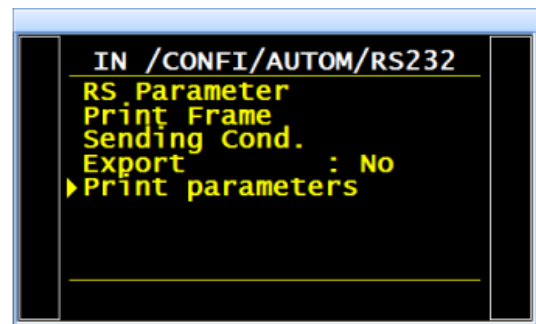 IN /CONFI/AUTOM/RS232
RS Parameter
Print Frame
Sending Cond.
Export : No
Print parameters